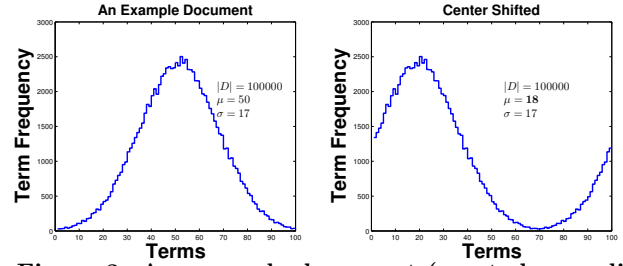 An Example Document
Term Frequency
3000
2500
2000
1500
1000
500
0
|D| = 100000
μ = 50
σ = 17
0 10 20 30 40 50 60 70 80 90 100
Terms
Center Shifted
Term Frequency
3000
2500
2000
1500
1000
500
0
|D| = 100000
μ = 18
σ = 17
0 10 20 30 40 50 60 70 80 90 100
Terms